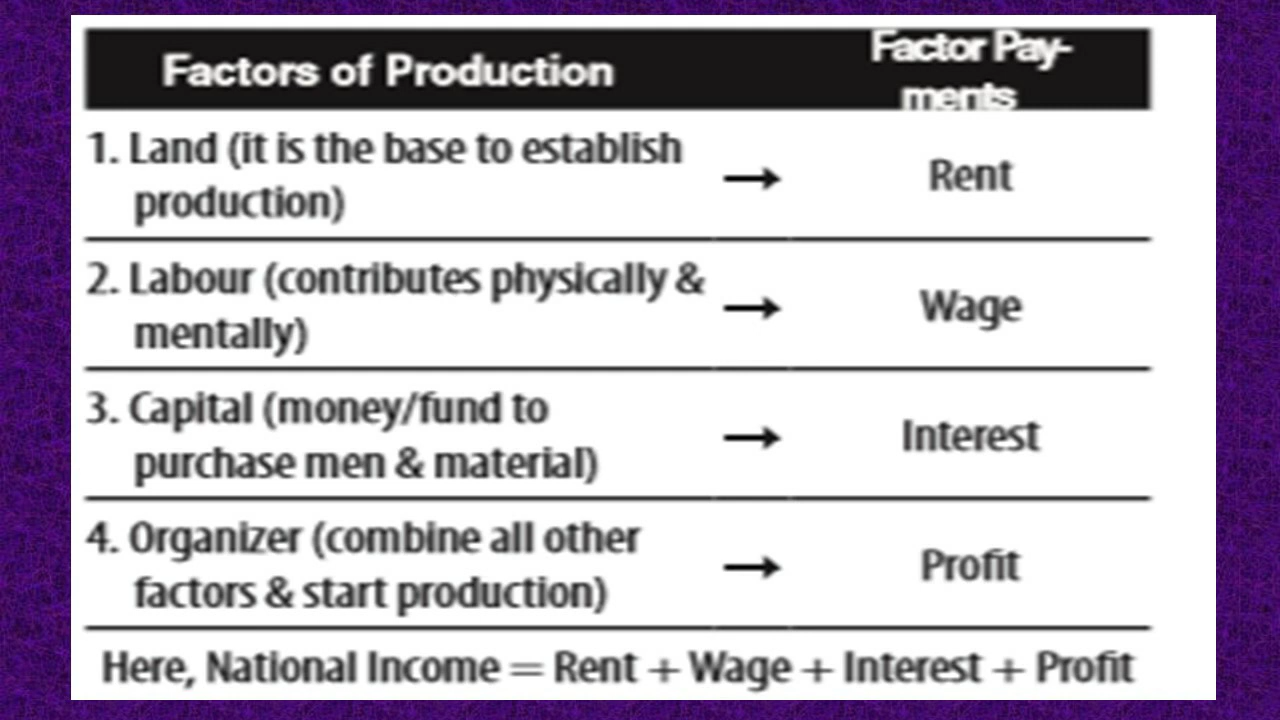 Factors of Production
Factor Pay-
ments
1. Land (it is the base to establish
production)
→ Rent
2. Labour (contributes physically &
mentally)
→ Wage
3. Capital (money/fund to
purchase men & material)
→ Interest
4. Organizer (combine all other
factors & start production)
→ Profit
Here, National Income = Rent + Wage + Interest + Profit